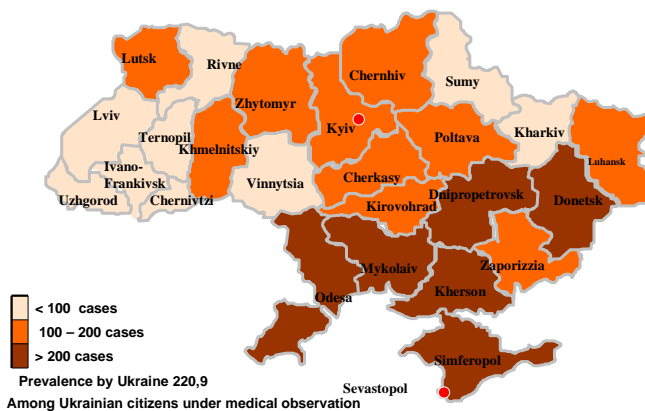 Lutsk
Rivne
Chernhiv
Sumy
Zhytomyr
Lviv
Kyiv
Ternopil
Khmelnitskiy
Poltava
Kharkiv
Luhansk
Ivano-
Frankivsk
Uzhgorod
Chernivtzi
Vinnytsia
Cherkasy
Dnipropetrovsk
Donetsk
Kirovohrad
Mykolaiv
Zaporizzia
Odesa
Kherson
Simferopol
Sevastopol
< 100 cases
100 – 200 cases
> 200 cases
Prevalence by Ukraine 220,9
Among Ukrainian citizens under medical observation